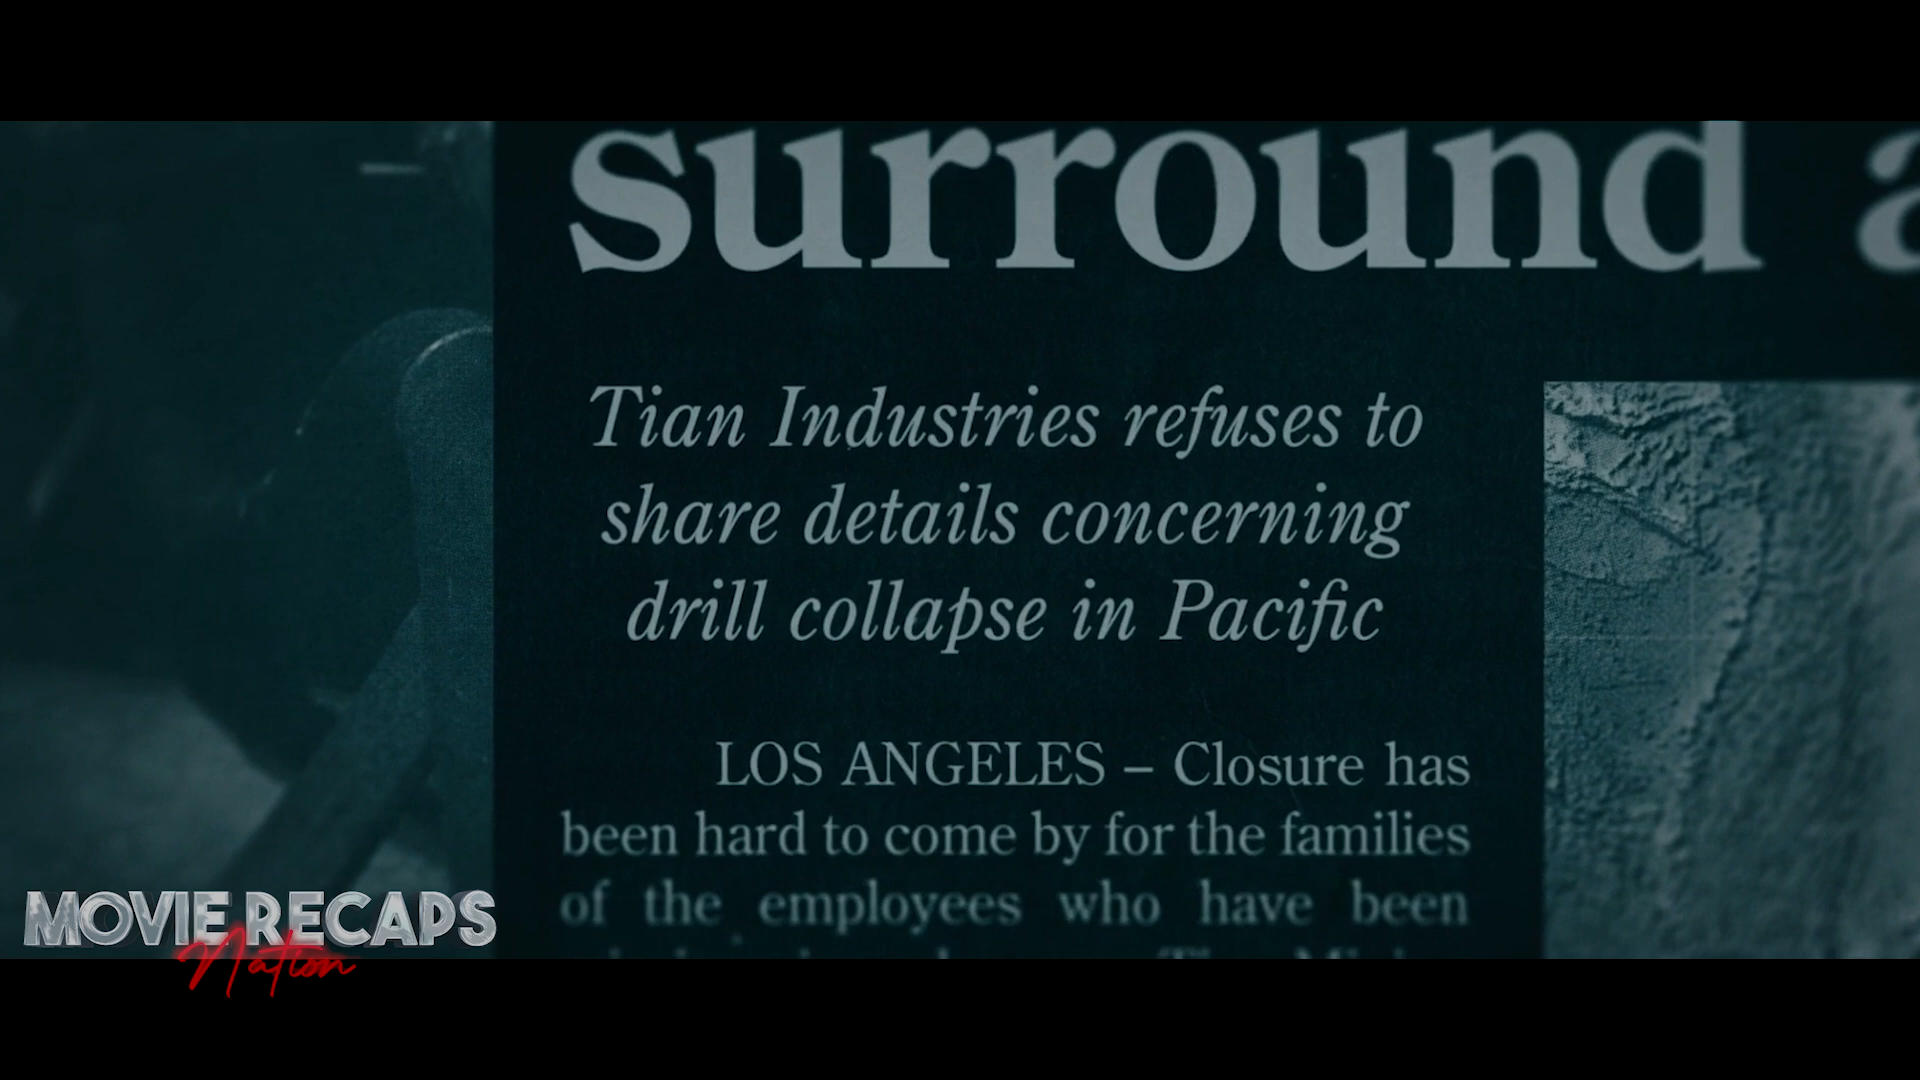 surround a
Tian Industries refuses to
share details concerning
drill collapse in Pacific
LOS ANGELES – Closure has
been hard to come by for the families
of the employees who have been
MOVIE RECAPS
Nation